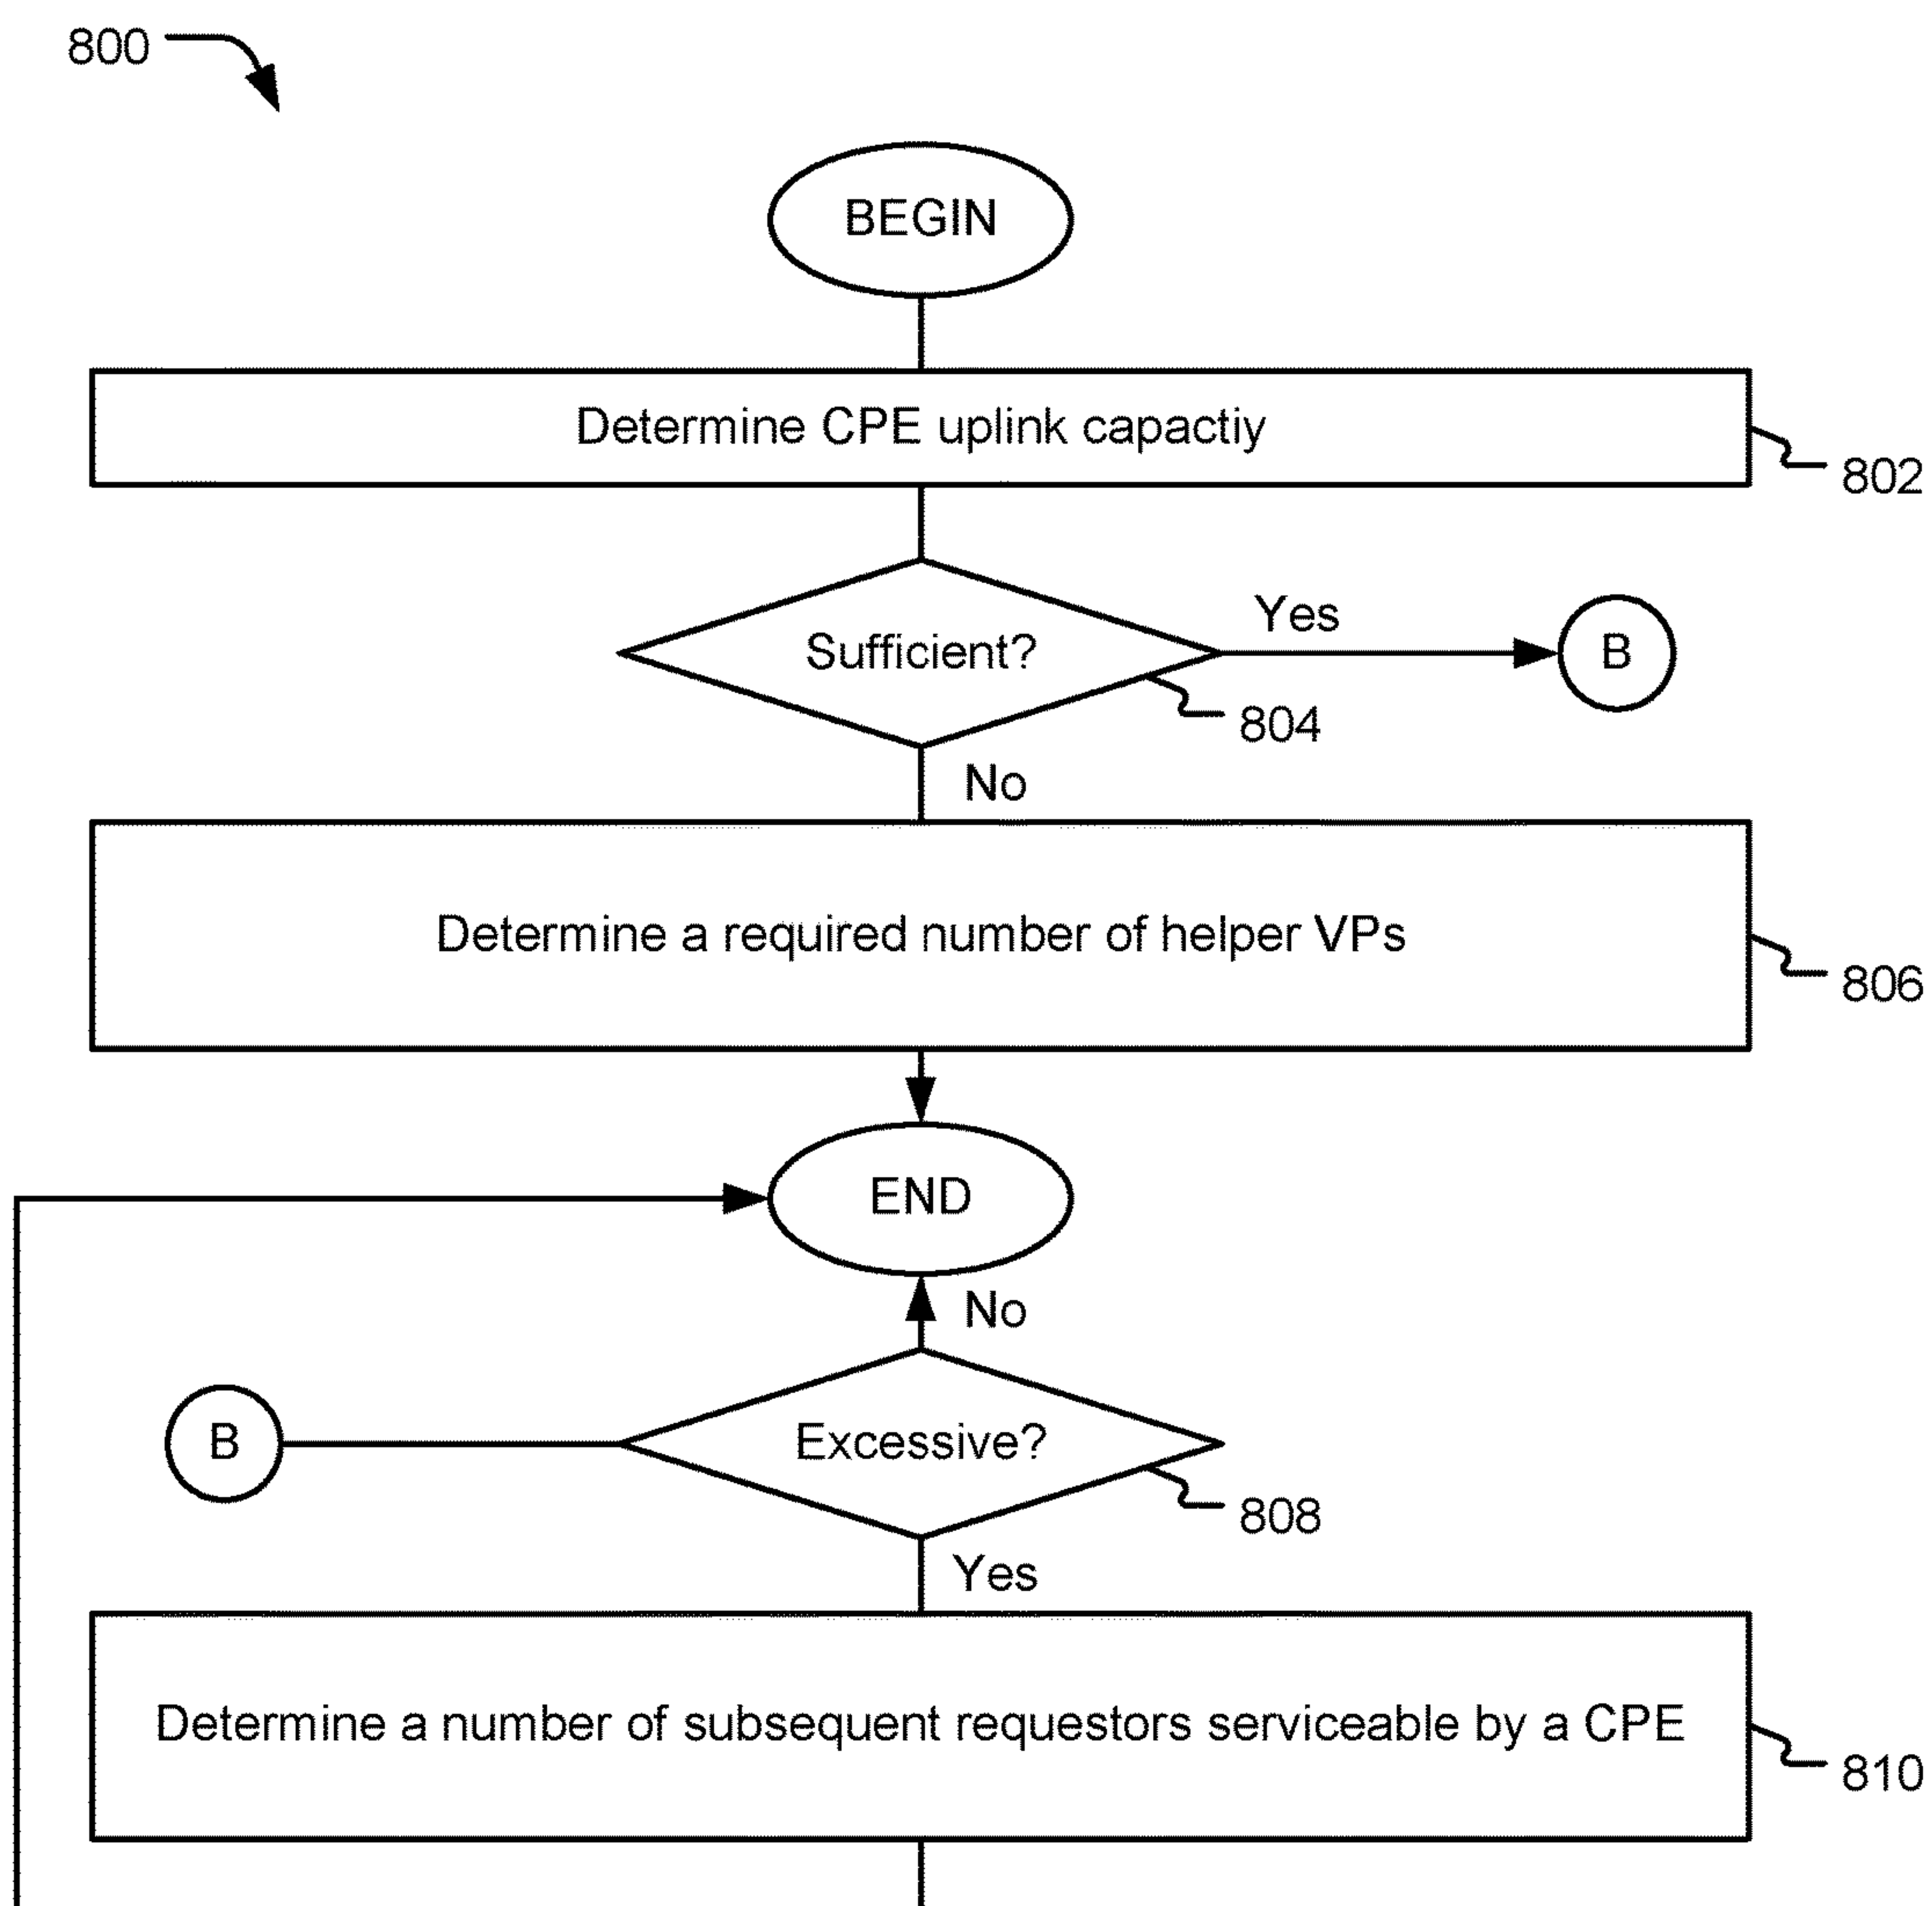 800
BEGIN
Determine CPE uplink capactiy
802
Sufficient?
Yes
B
804
No
Determine a required number of helper VPs
806
END
No
B
Excessive?
808
Yes
Determine a number of subsequent requestors serviceable by a CPE
810